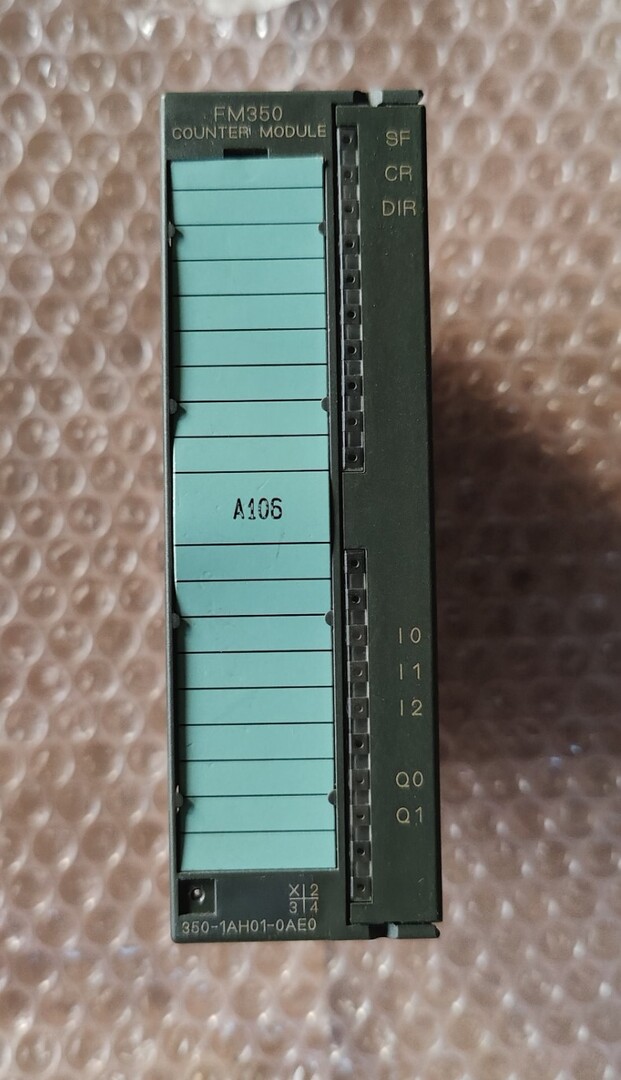 FM350
COUNTER MODULE
SF
CR
DIR
A106
I0
I1
I2
Q0
Q1
X 2
3 4
350-1AH01-0AE0